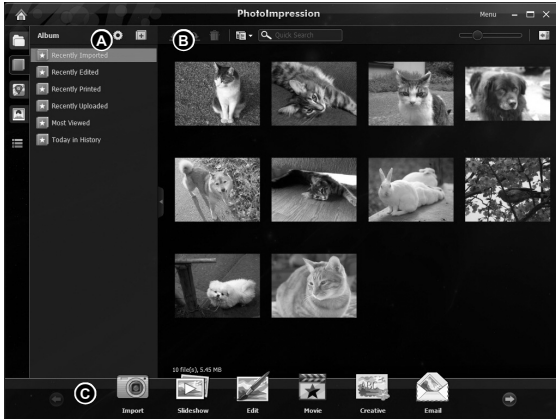 PhotoImpression
Menu
Album
A
B
Quick Search
Recently Imported
Recently Edited
Recently Printed
Recently Uploaded
Most Viewed
Today in History
10 file(s), 5.45 MB
C
Import
Slideshow
Edit
Movie
Creative
Email